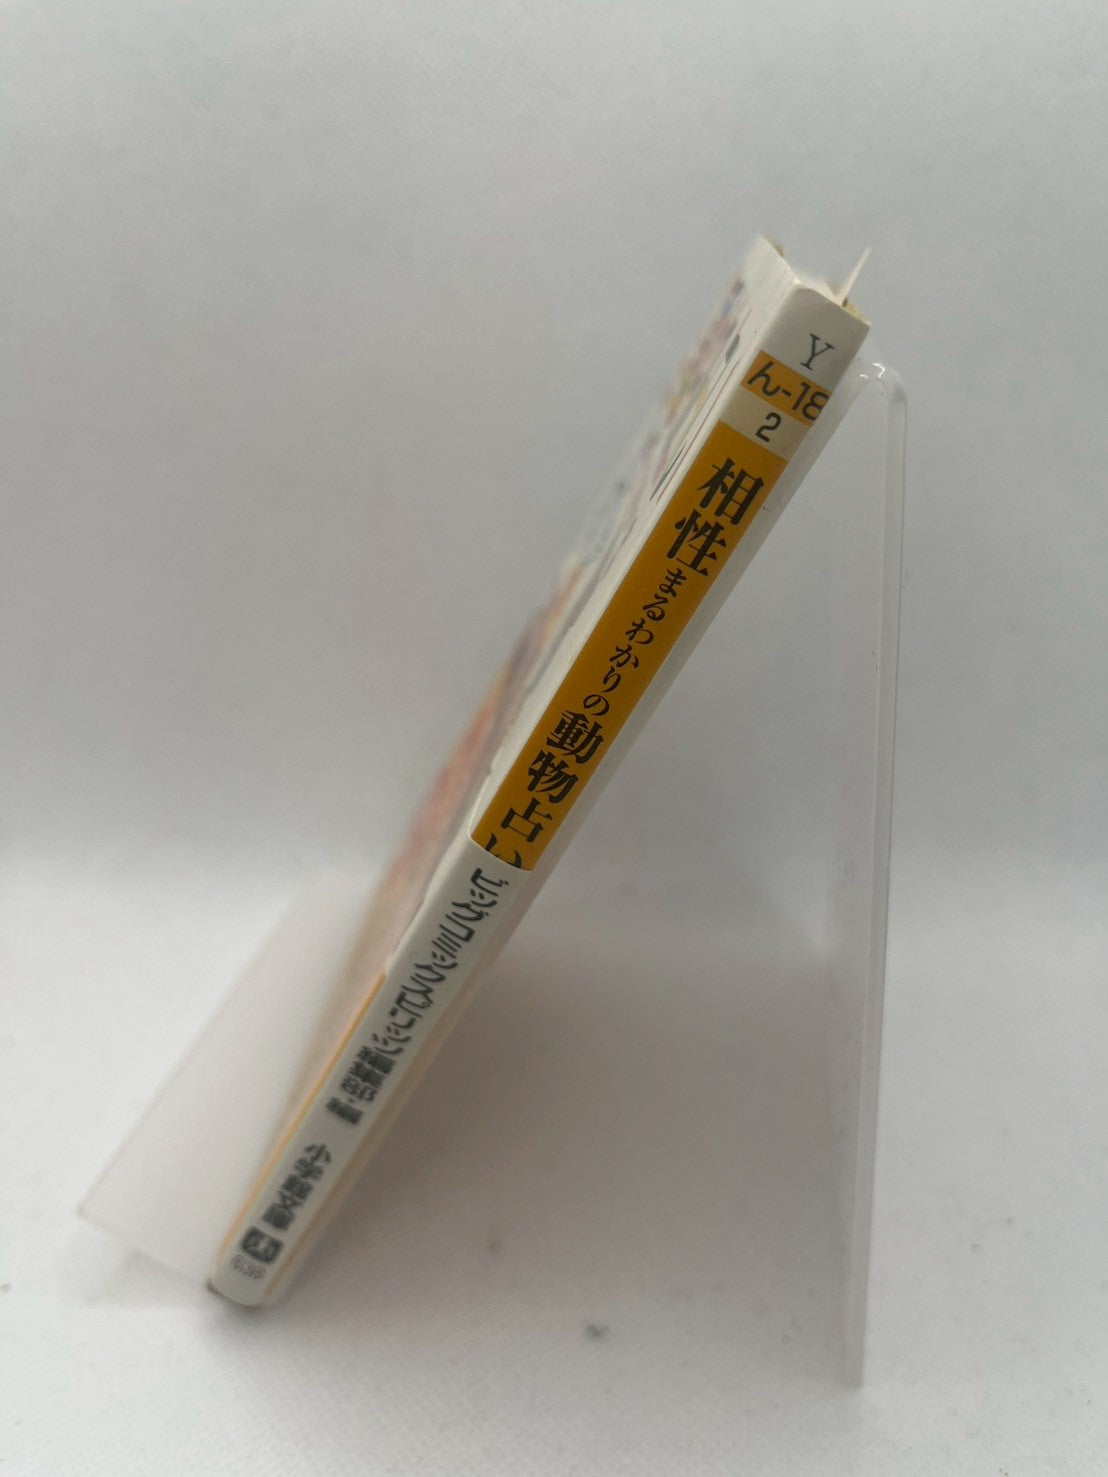 Y
ん-18
2
相性まるわかりの動物占い
ビッグコミックスピリッツ編集部・編
小学館文庫